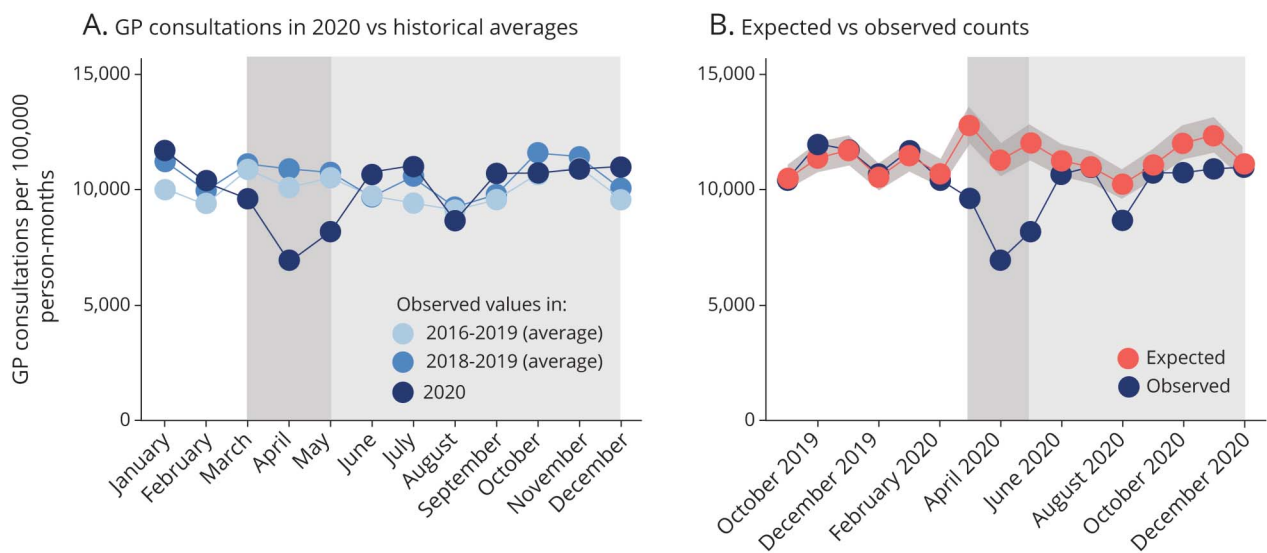 A. GP consultations in 2020 vs historical averages
GP consultations per 100,000
person-months
15,000
10,000
5,000
0
Observed values in:
2016-2019 (average)
2018-2019 (average)
2020
January
February
March
April
May
June
July
August
September
October
November
December
B. Expected vs observed counts
15,000
10,000
5,000
0
Expected
Observed
October 2019
December 2019
February 2020
April 2020
June 2020
August 2020
October 2020
December 2020